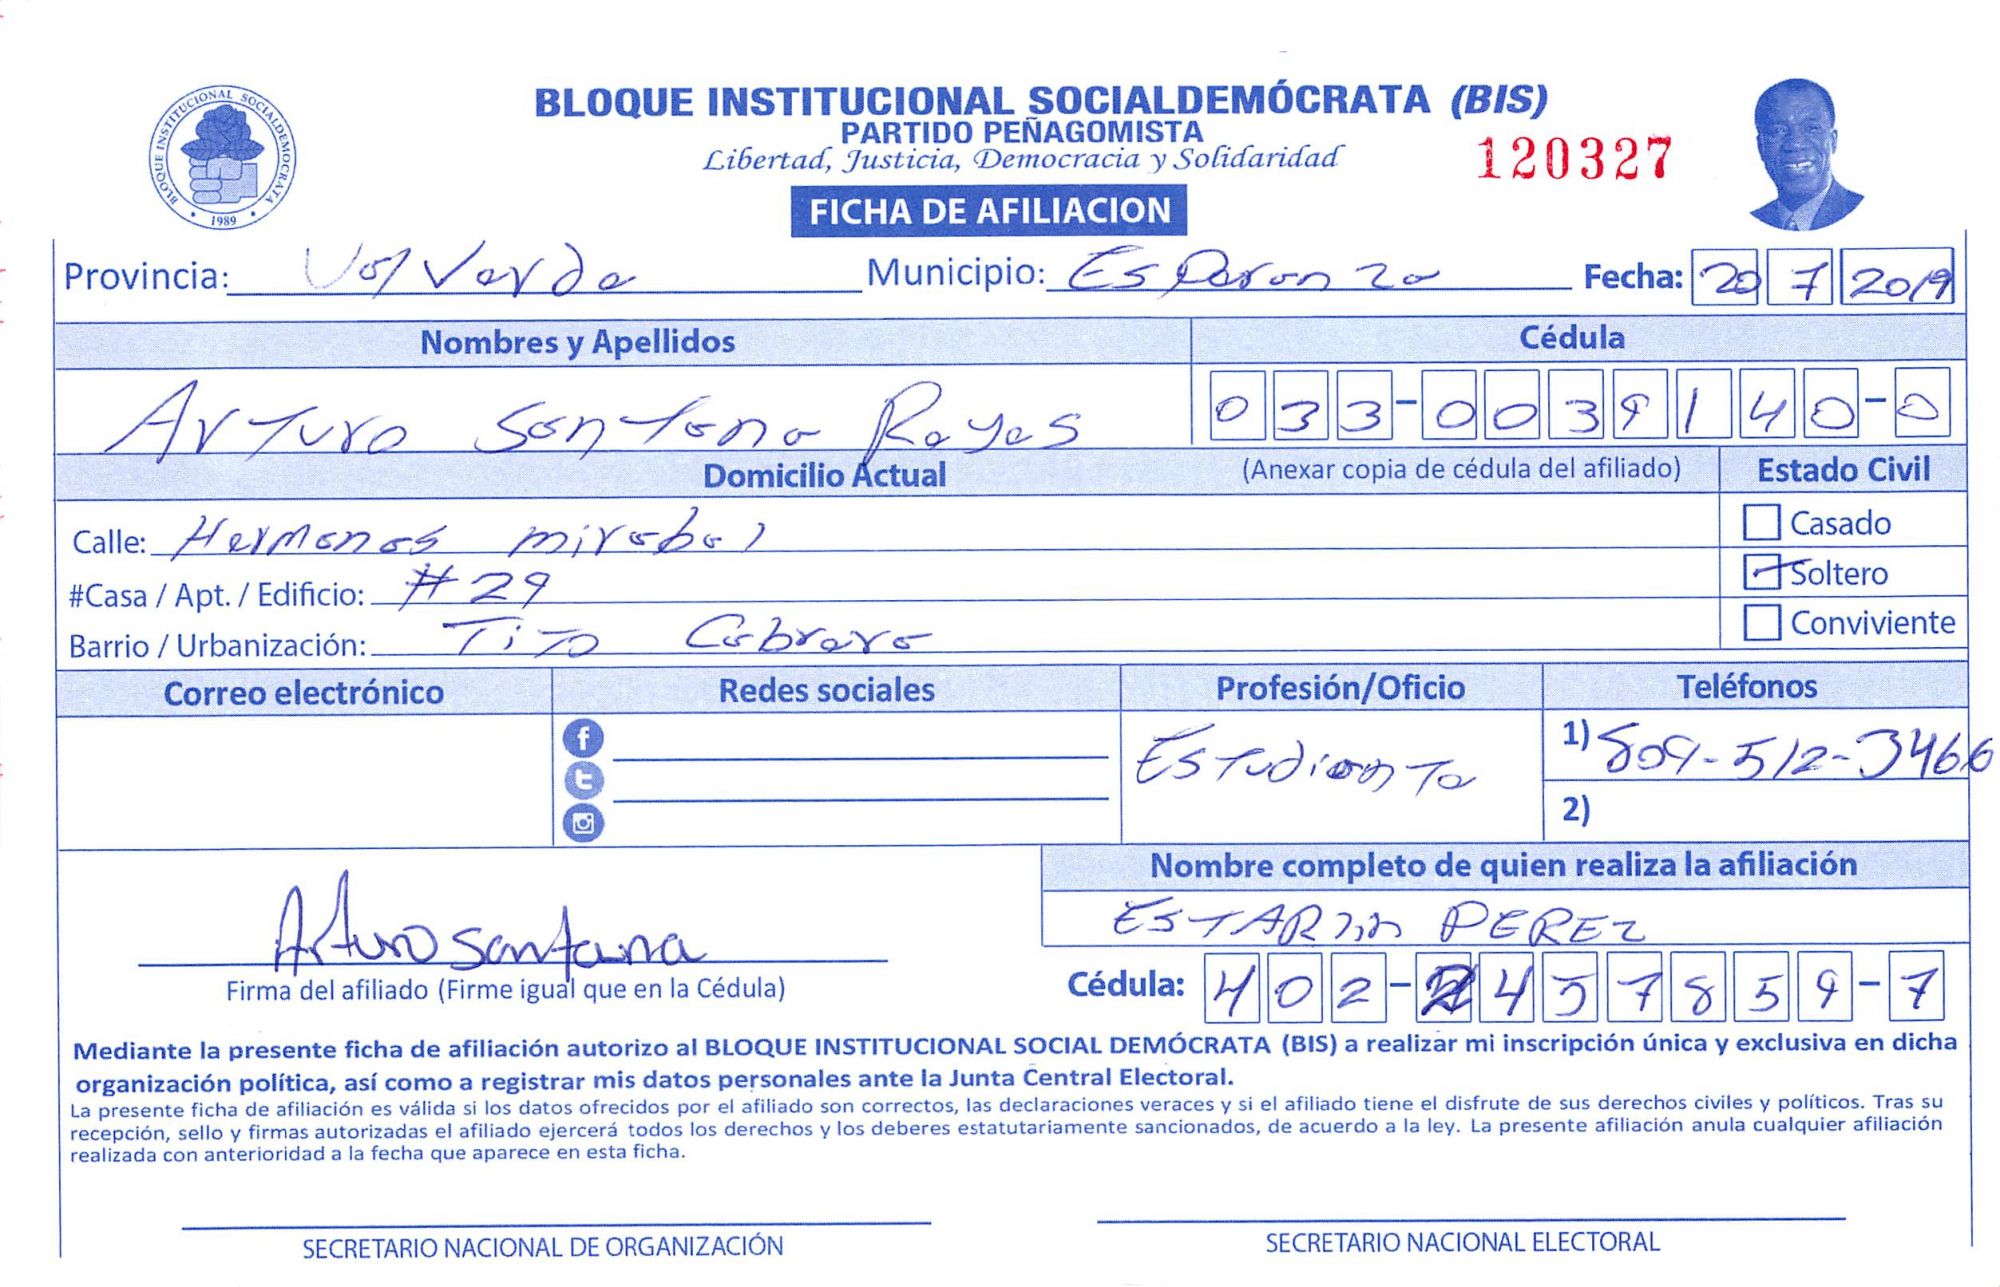 BLOQUE INSTITUCIONAL SOCIALDEMOCRATA
1989
BLOQUE INSTITUCIONAL SOCIALDEMÓCRATA (BIS)
PARTIDO PEÑAGOMISTA
Libertad, Justicia, Democracia y Solidaridad
120327
FICHA DE AFILIACION
Provincia: Valverde Municipio: Esperanza Fecha: 20 7 2019
Nombres y Apellidos Cédula
Arturo Santana Reyes 033-0039140-0
Domicilio Actual (Anexar copia de cédula del afiliado) Estado Civil
Calle: Hermanas mirabal Casado
#Casa / Apt. / Edificio: #29 Soltero
Barrio / Urbanización: Tito Cabrera Conviviente
Correo electrónico Redes sociales Profesión/Oficio Teléfonos
Estudiante 1) 809-512-3466
2)
Nombre completo de quien realiza la afiliación
ESTARlin PEREZ
Arturo santana
Firma del afiliado (Firme igual que en la Cédula) Cédula: 402-2457859-7
Mediante la presente ficha de afiliación autorizo al BLOQUE INSTITUCIONAL SOCIAL DEMÓCRATA (BIS) a realizar mi inscripción única y exclusiva en dicha
organización política, así como a registrar mis datos personales ante la Junta Central Electoral.
La presente ficha de afiliación es válida si los datos ofrecidos por el afiliado son correctos, las declaraciones veraces y si el afiliado tiene el disfrute de sus derechos civiles y políticos. Tras su
recepción, sello y firmas autorizadas el afiliado ejercerá todos los derechos y los deberes estatutariamente sancionados, de acuerdo a la ley. La presente afiliación anula cualquier afiliación
realizada con anterioridad a la fecha que aparece en esta ficha.
SECRETARIO NACIONAL DE ORGANIZACIÓN SECRETARIO NACIONAL ELECTORAL